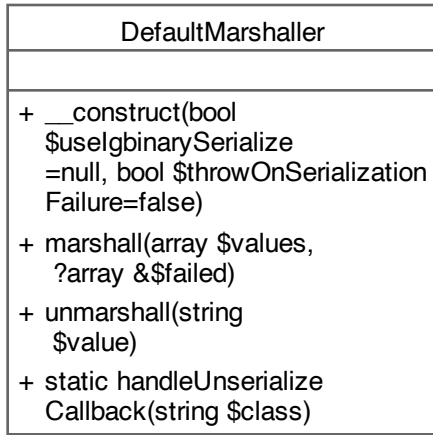 DefaultMarshaller
+ __construct(bool
$useIgbinarySerialize
=null, bool $throwOnSerialization
Failure=false)
+ marshall(array $values,
?array &$failed)
+ unmarshall(string
$value)
+ static handleUnserialize
Callback(string $class)